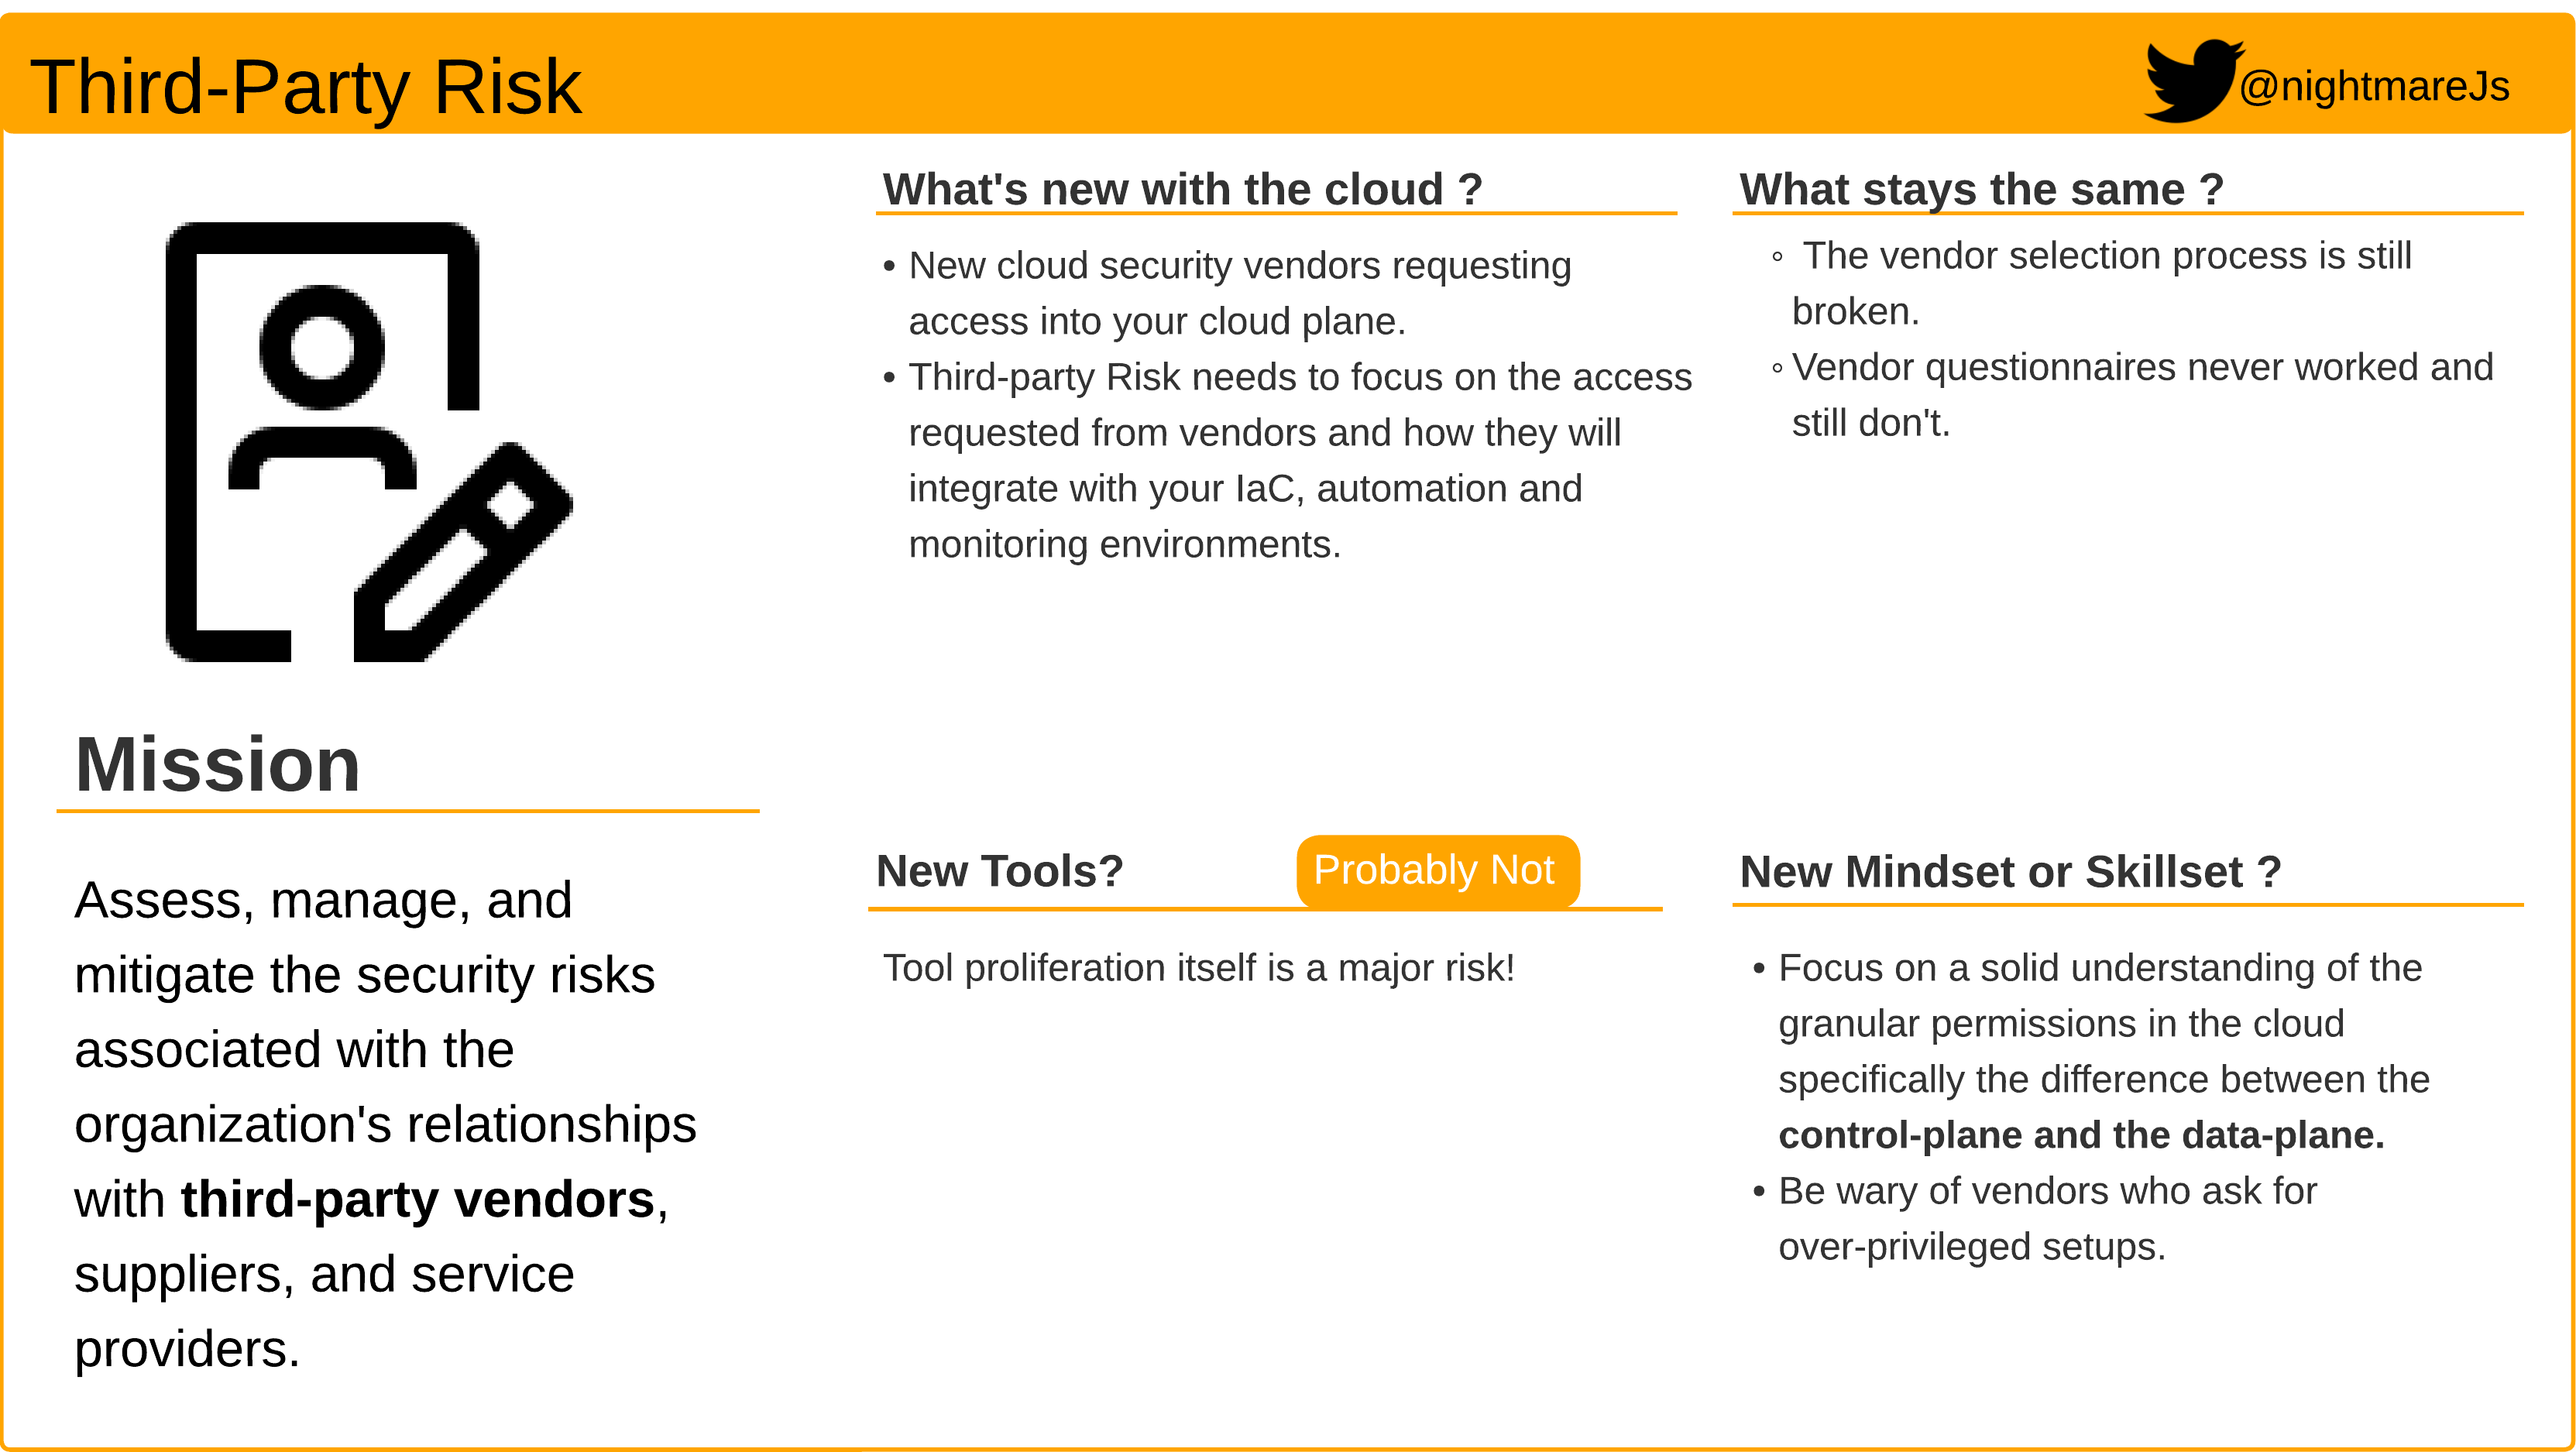 Third-Party Risk
@nightmareJs
Mission
Assess, manage, and
mitigate the security risks
associated with the
organization's relationships
with third-party vendors,
suppliers, and service
providers.
What's new with the cloud ?
• New cloud security vendors requesting
access into your cloud plane.
• Third-party Risk needs to focus on the access
requested from vendors and how they will
integrate with your IaC, automation and
monitoring environments.
What stays the same ?
◦ The vendor selection process is still
broken.
◦ Vendor questionnaires never worked and
still don't.
New Tools?
Probably Not
Tool proliferation itself is a major risk!
New Mindset or Skillset ?
• Focus on a solid understanding of the
granular permissions in the cloud
specifically the difference between the
control-plane and the data-plane.
• Be wary of vendors who ask for
over-privileged setups.